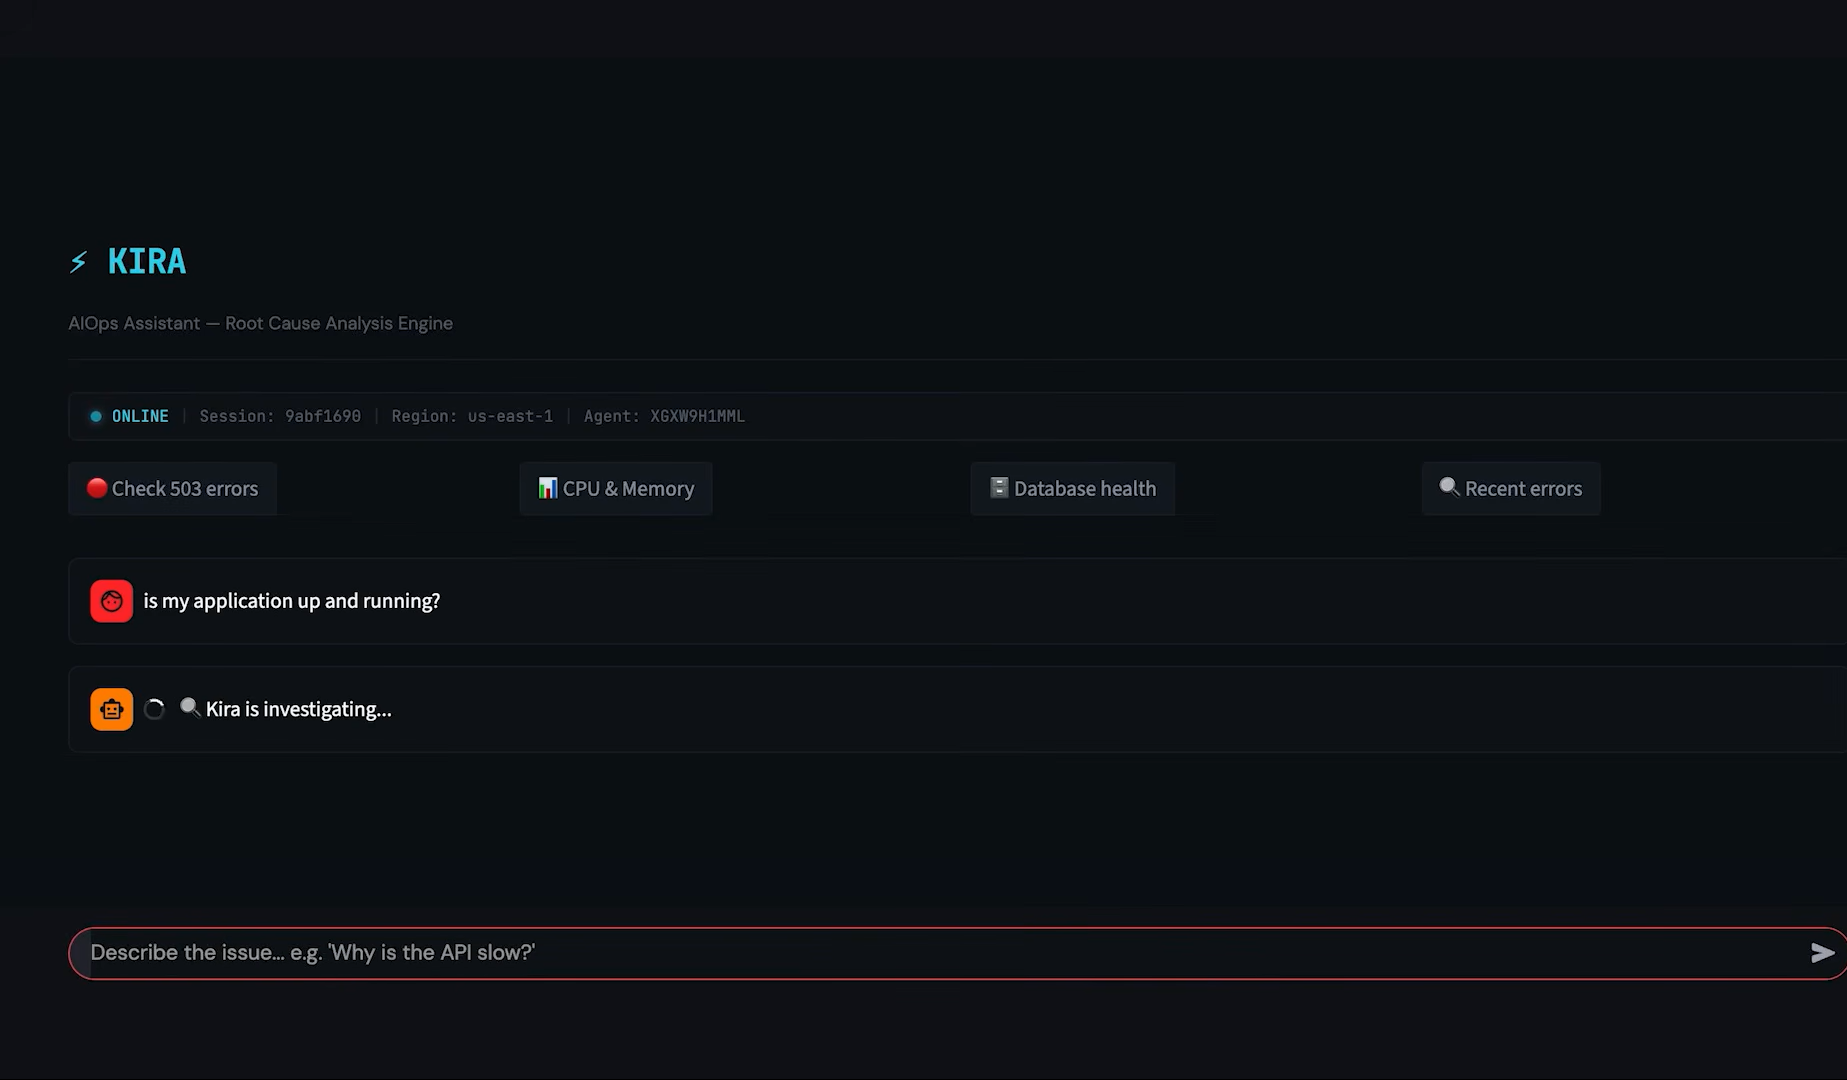 ⚡ KIRA
AIOps Assistant — Root Cause Analysis Engine
ONLINE | Session: 9abf1690 | Region: us-east-1 | Agent: XGXW9H1MML
Check 503 errors
CPU & Memory
Database health
Recent errors
is my application up and running?
Kira is investigating...
Describe the issue... e.g. 'Why is the API slow?'